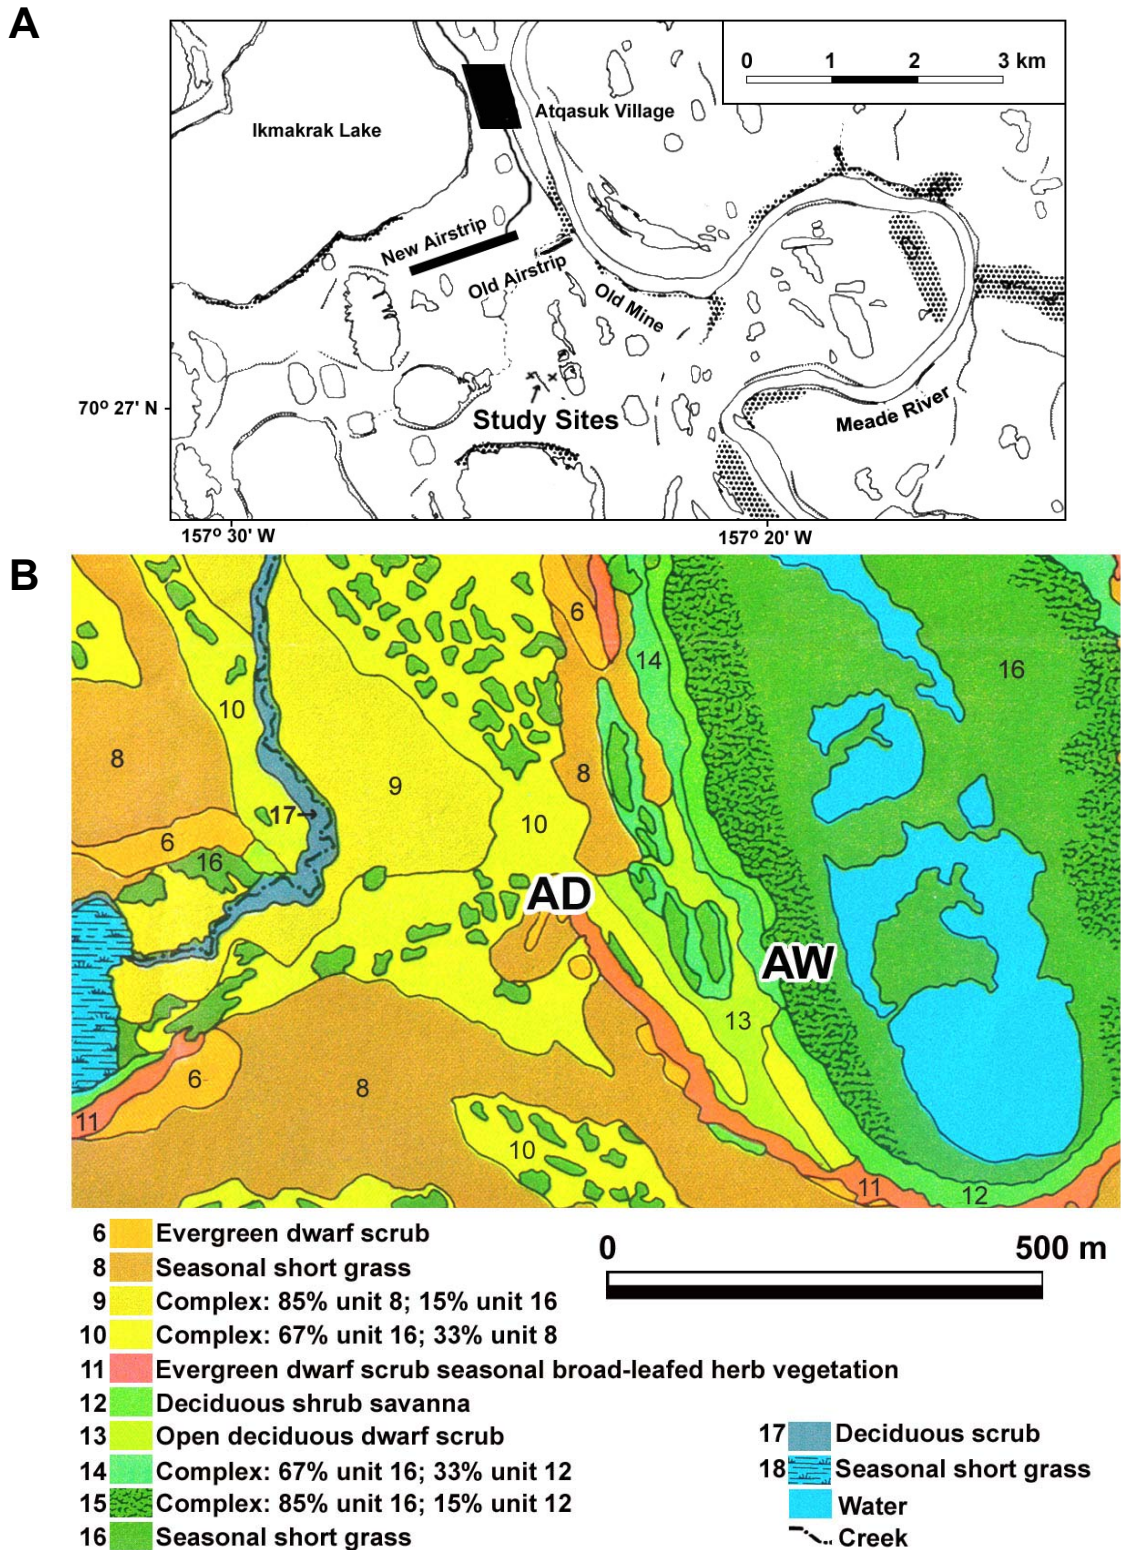 A
0 1 2 3 km
Ikmakrak Lake
Atqasuk Village
New Airstrip
Old Airstrip
Old Mine
Study Sites
Meade River
70º 27' N
157º 30' W
157º 20' W
B
6
14
16
10
8
9
8
17→
10
6
16
AD
AW
13
6
8
11
10
11
12
6 Evergreen dwarf scrub
8 Seasonal short grass
9 Complex: 85% unit 8; 15% unit 16
10 Complex: 67% unit 16; 33% unit 8
11 Evergreen dwarf scrub seasonal broad-leafed herb vegetation
12 Deciduous shrub savanna
13 Open deciduous dwarf scrub
14 Complex: 67% unit 16; 33% unit 12
15 Complex: 85% unit 16; 15% unit 12
16 Seasonal short grass
0 500 m
17 Deciduous scrub
18 Seasonal short grass
Water
Creek